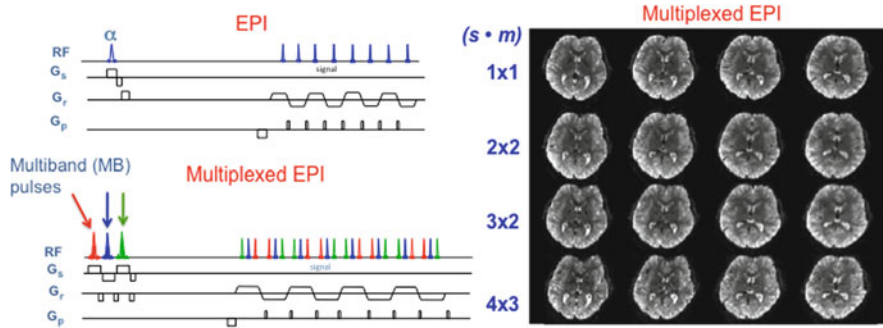 EPI
α
RF
signal
Gs
Gr
Gp
Multiband (MB)
pulses
Multiplexed EPI
RF
Gs
signal
Gr
Gp
Multiplexed EPI
(s • m)
1x1
2x2
3x2
4x3